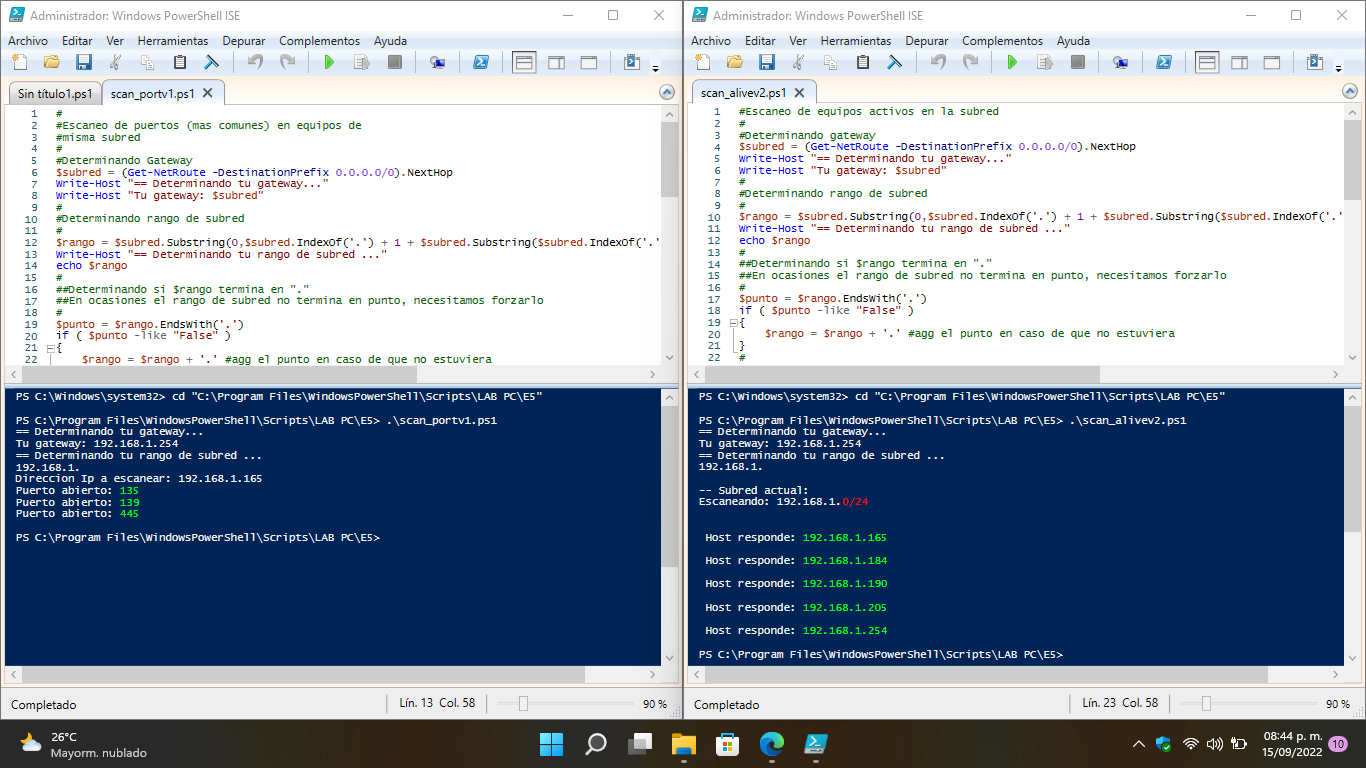 Administrador: Windows PowerShell ISE
Archivo Editar Ver Herramientas Depurar Complementos Ayuda
Sin título1.ps1 scan_portv1.ps1
1 #
2 #Escaneo de puertos (mas comunes) en equipos de
3 #misma subred
4 #
5 #Determinando Gateway
6 $subred = (Get-NetRoute -DestinationPrefix 0.0.0.0/0).NextHop
7 Write-Host "== Determinando tu gateway..."
8 Write-Host "Tu gateway: $subred"
9 #
10 #Determinando rango de subred
11 #
12 $rango = $subred.Substring(0,$subred.IndexOf('.') + 1 + $subred.Substring($subred.IndexOf('.'
13 Write-Host "== Determinando tu rango de subred ..."
14 echo $rango
15 #
16 ##Determinando si $rango termina en "."
17 ##En ocasiones el rango de subred no termina en punto, necesitamos forzarlo
18 #
19 $punto = $rango.EndsWith('.')
20 if ( $punto -like "False" )
21 {
22 $rango = $rango + '.' #agg el punto en caso de que no estuviera
PS C:\Windows\system32> cd "C:\Program Files\WindowsPowerShell\Scripts\LAB PC\E5"
PS C:\Program Files\WindowsPowerShell\Scripts\LAB PC\E5> .\scan_portv1.ps1
== Determinando tu gateway...
Tu gateway: 192.168.1.254
== Determinando tu rango de subred ...
192.168.1.
Direccion Ip a escanear: 192.168.1.165
Puerto abierto: 135
Puerto abierto: 139
Puerto abierto: 445
PS C:\Program Files\WindowsPowerShell\Scripts\LAB PC\E5>
Completado Lín. 13 Col. 58 90 %
Administrador: Windows PowerShell ISE
Archivo Editar Ver Herramientas Depurar Complementos Ayuda
scan_alivev2.ps1
1 #Escaneo de equipos activos en la subred
2 #
3 #Determinando gateway
4 $subred = (Get-NetRoute -DestinationPrefix 0.0.0.0/0).NextHop
5 Write-Host "== Determinando tu gateway..."
6 Write-Host "Tu gateway: $subred"
7 #
8 #Determinando rango de subred
9 #
10 $rango = $subred.Substring(0,$subred.IndexOf('.') + 1 + $subred.Substring($subred.IndexOf('.'
11 Write-Host "== Determinando tu rango de subred ..."
12 echo $rango
13 #
14 ##Determinando si $rango termina en "."
15 ##En ocasiones el rango de subred no termina en punto, necesitamos forzarlo
16 #
17 $punto = $rango.EndsWith('.')
18 if ( $punto -like "False" )
19 {
20 $rango = $rango + '.' #agg el punto en caso de que no estuviera
21 }
22 #
PS C:\Windows\system32> cd "C:\Program Files\WindowsPowerShell\Scripts\LAB PC\E5"
PS C:\Program Files\WindowsPowerShell\Scripts\LAB PC\E5> .\scan_alivev2.ps1
== Determinando tu gateway...
Tu gateway: 192.168.1.254
== Determinando tu rango de subred ...
192.168.1.
-- Subred actual:
Escaneando: 192.168.1.0/24
Host responde: 192.168.1.165
Host responde: 192.168.1.184
Host responde: 192.168.1.190
Host responde: 192.168.1.205
Host responde: 192.168.1.254
PS C:\Program Files\WindowsPowerShell\Scripts\LAB PC\E5>
Completado Lín. 23 Col. 58 90 %
26°C
Mayorm. nublado
08:44 p. m.
15/09/2022
10